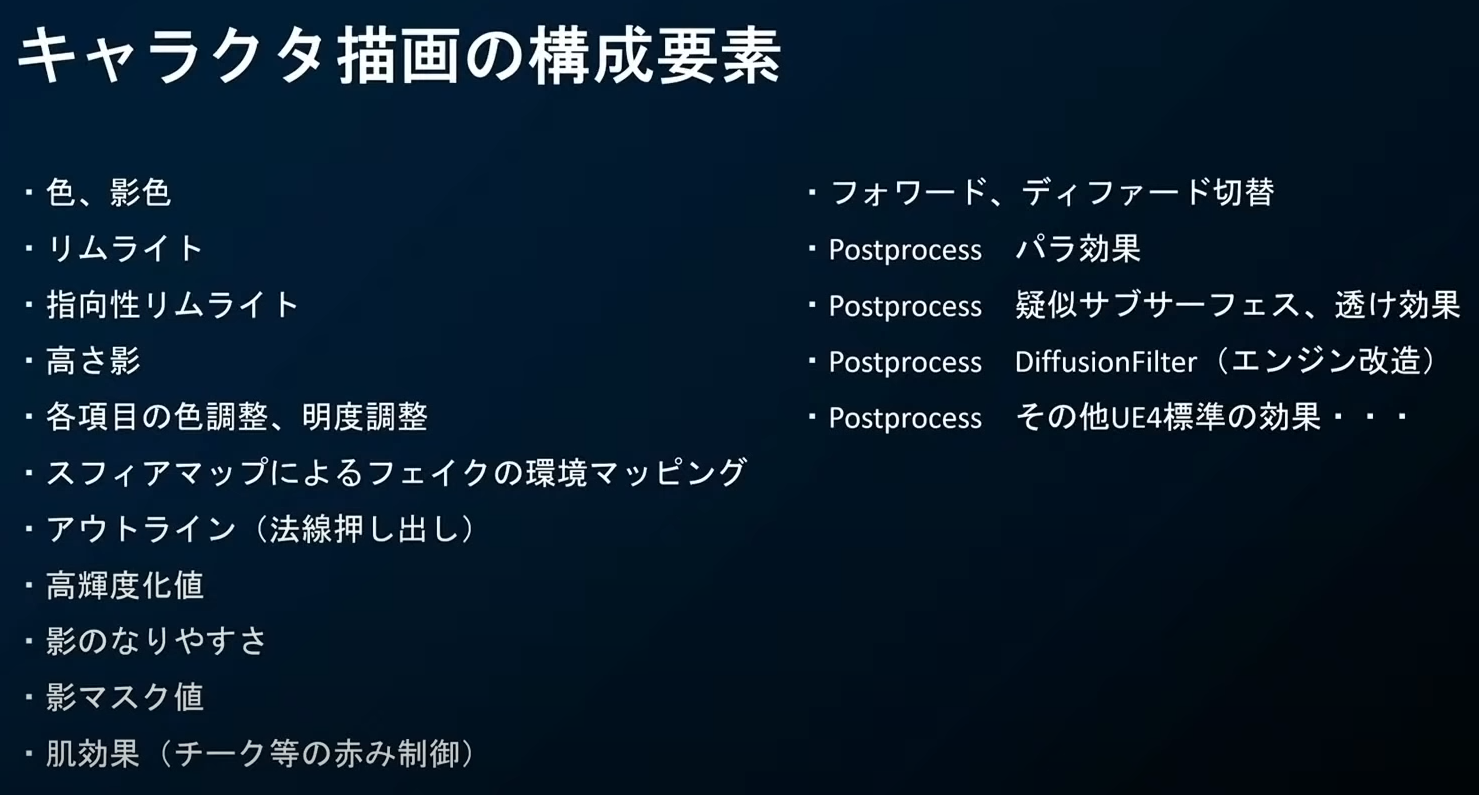 キャラクタ描画の構成要素
・色、影色
・リムライト
・指向性リムライト
・高さ影
・各項目の色調整、明度調整
・スフィアマップによるフェイクの環境マッピング
・アウトライン（法線押し出し）
・高輝度化値
・影のなりやすさ
・影マスク値
・肌効果（チーク等の赤み制御）
・フォワード、ディファード切替
・Postprocess　パラ効果
・Postprocess　疑似サブサーフェス、透け効果
・Postprocess　DiffusionFilter（エンジン改造）
・Postprocess　その他UE4標準の効果・・・